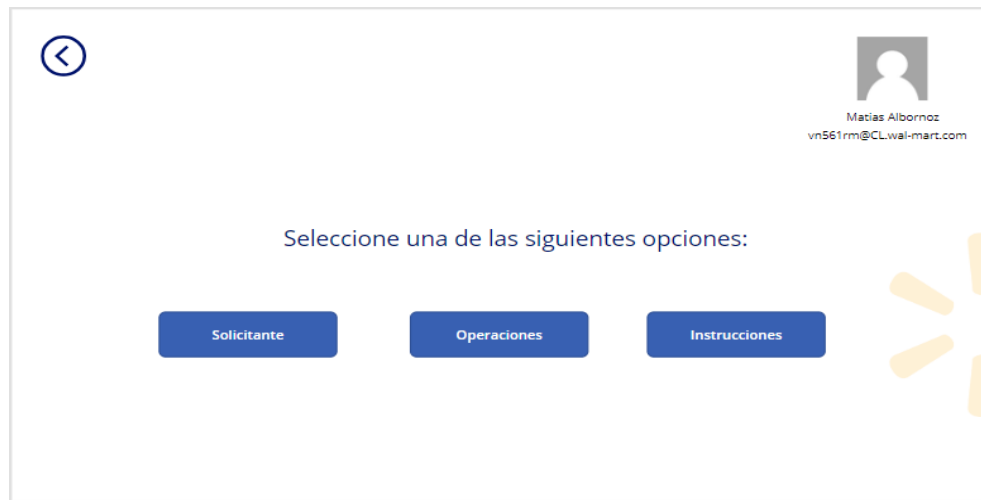 Matias Albornoz
vn561rm@CL.wal-mart.com
Seleccione una de las siguientes opciones:
Solicitante
Operaciones
Instrucciones